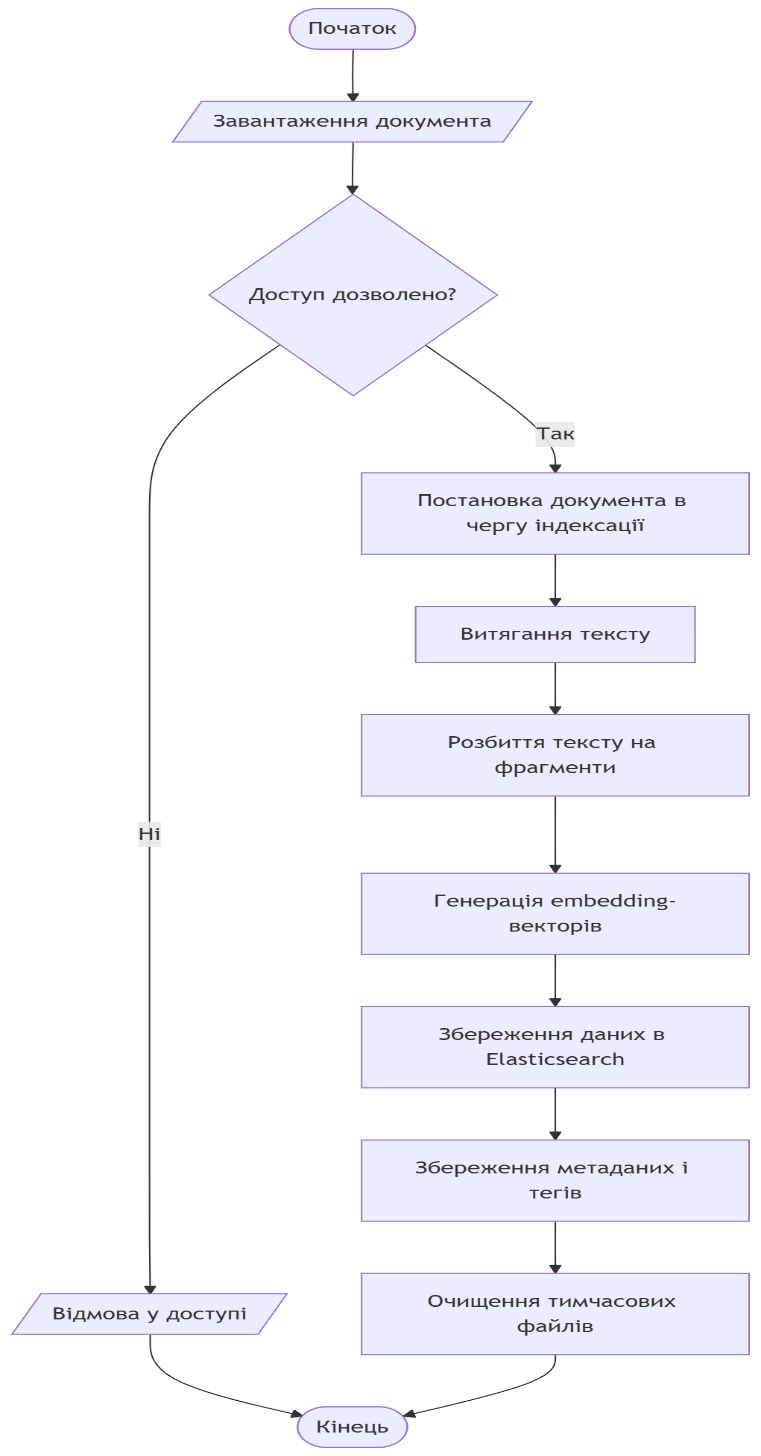 Початок
Завантаження документа
Доступ дозволено?
Так
Постановка документа в
чергу індексації
Витягання тексту
Розбиття тексту на
фрагменти
Ні
Генерація embedding-
векторів
Збереження даних в
Elasticsearch
Збереження метаданих і
тегів
Відмова у доступі
Очищення тимчасових
файлів
Кінець